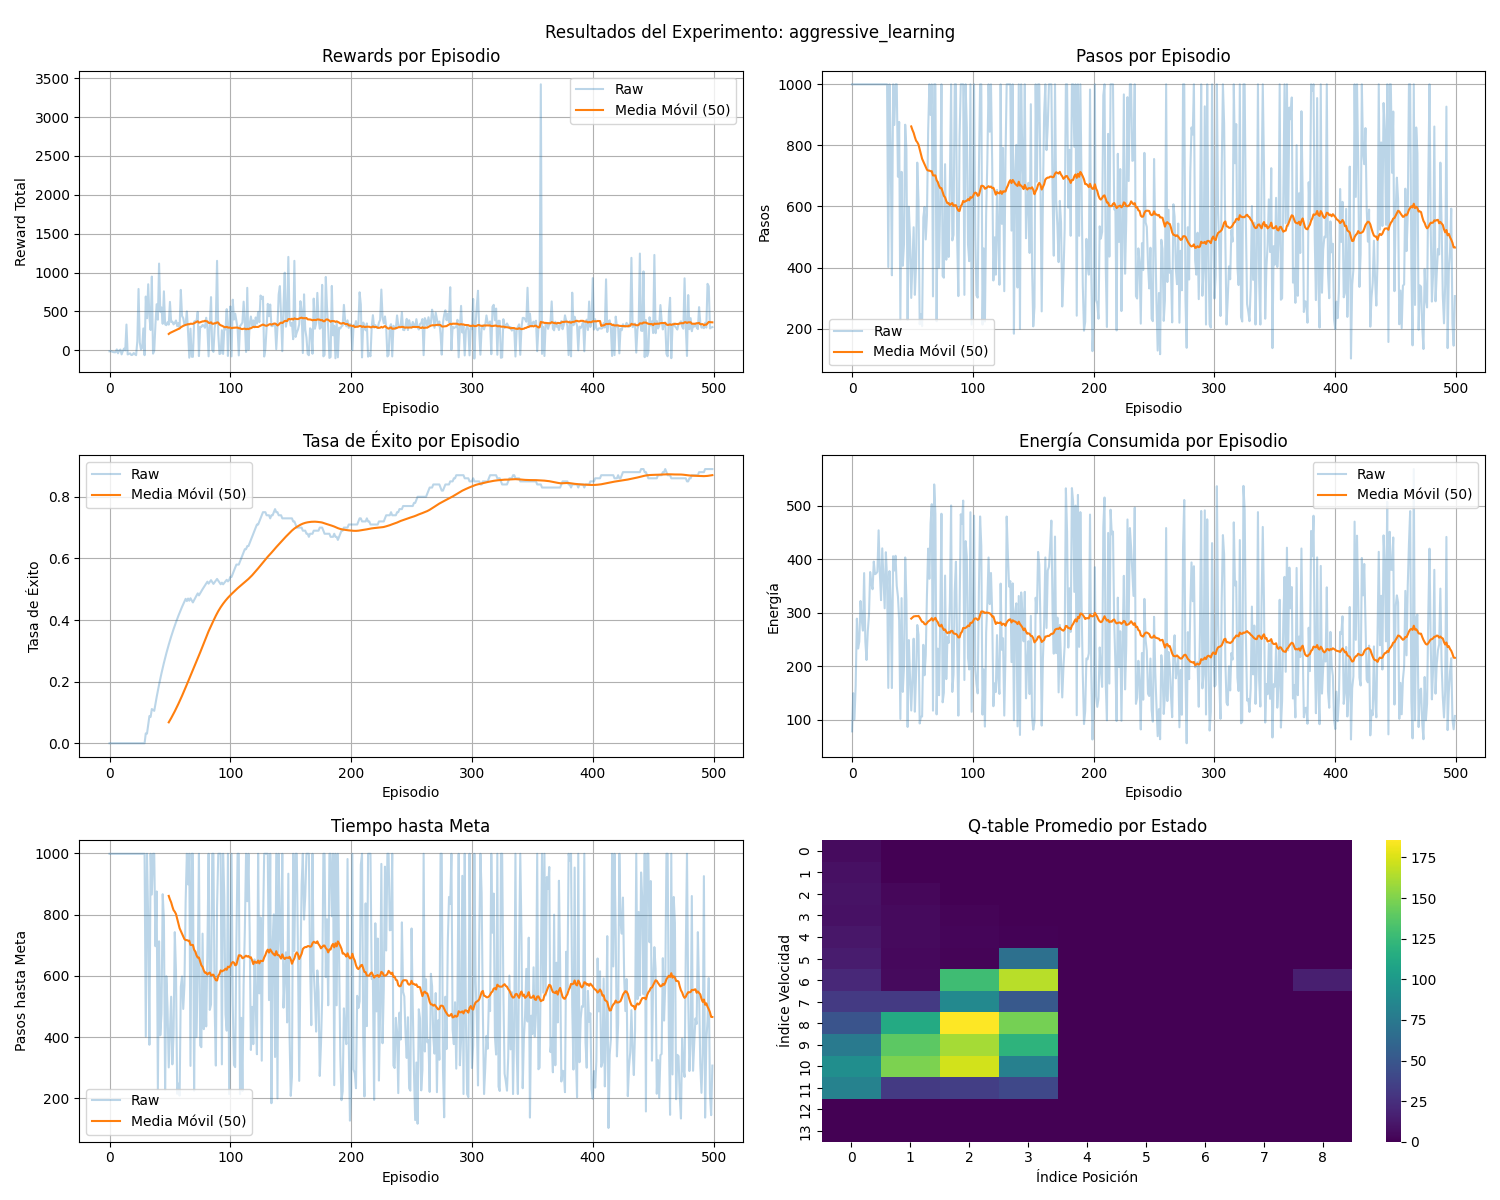 Resultados del Experimento: aggressive_learning
Rewards por Episodio
3500
3000
2500
2000
1500
1000
500
0
Reward Total
Raw
Media Móvil (50)
0 100 200 300 400 500
Episodio
Pasos por Episodio
1000
800
600
400
200
Pasos
Raw
Media Móvil (50)
0 100 200 300 400 500
Episodio
Tasa de Éxito por Episodio
0.8
0.6
0.4
0.2
0.0
Tasa de Éxito
Raw
Media Móvil (50)
0 100 200 300 400 500
Episodio
Energía Consumida por Episodio
500
400
300
200
100
Energía
Raw
Media Móvil (50)
0 100 200 300 400 500
Episodio
Tiempo hasta Meta
1000
800
600
400
200
Pasos hasta Meta
Raw
Media Móvil (50)
0 100 200 300 400 500
Episodio
Q-table Promedio por Estado
0
1
2
3
4
5
6
7
8
9
10
11
12
13
Índice Velocidad
0 1 2 3 4 5 6 7 8
Índice Posición
175
150
125
100
75
50
25
0